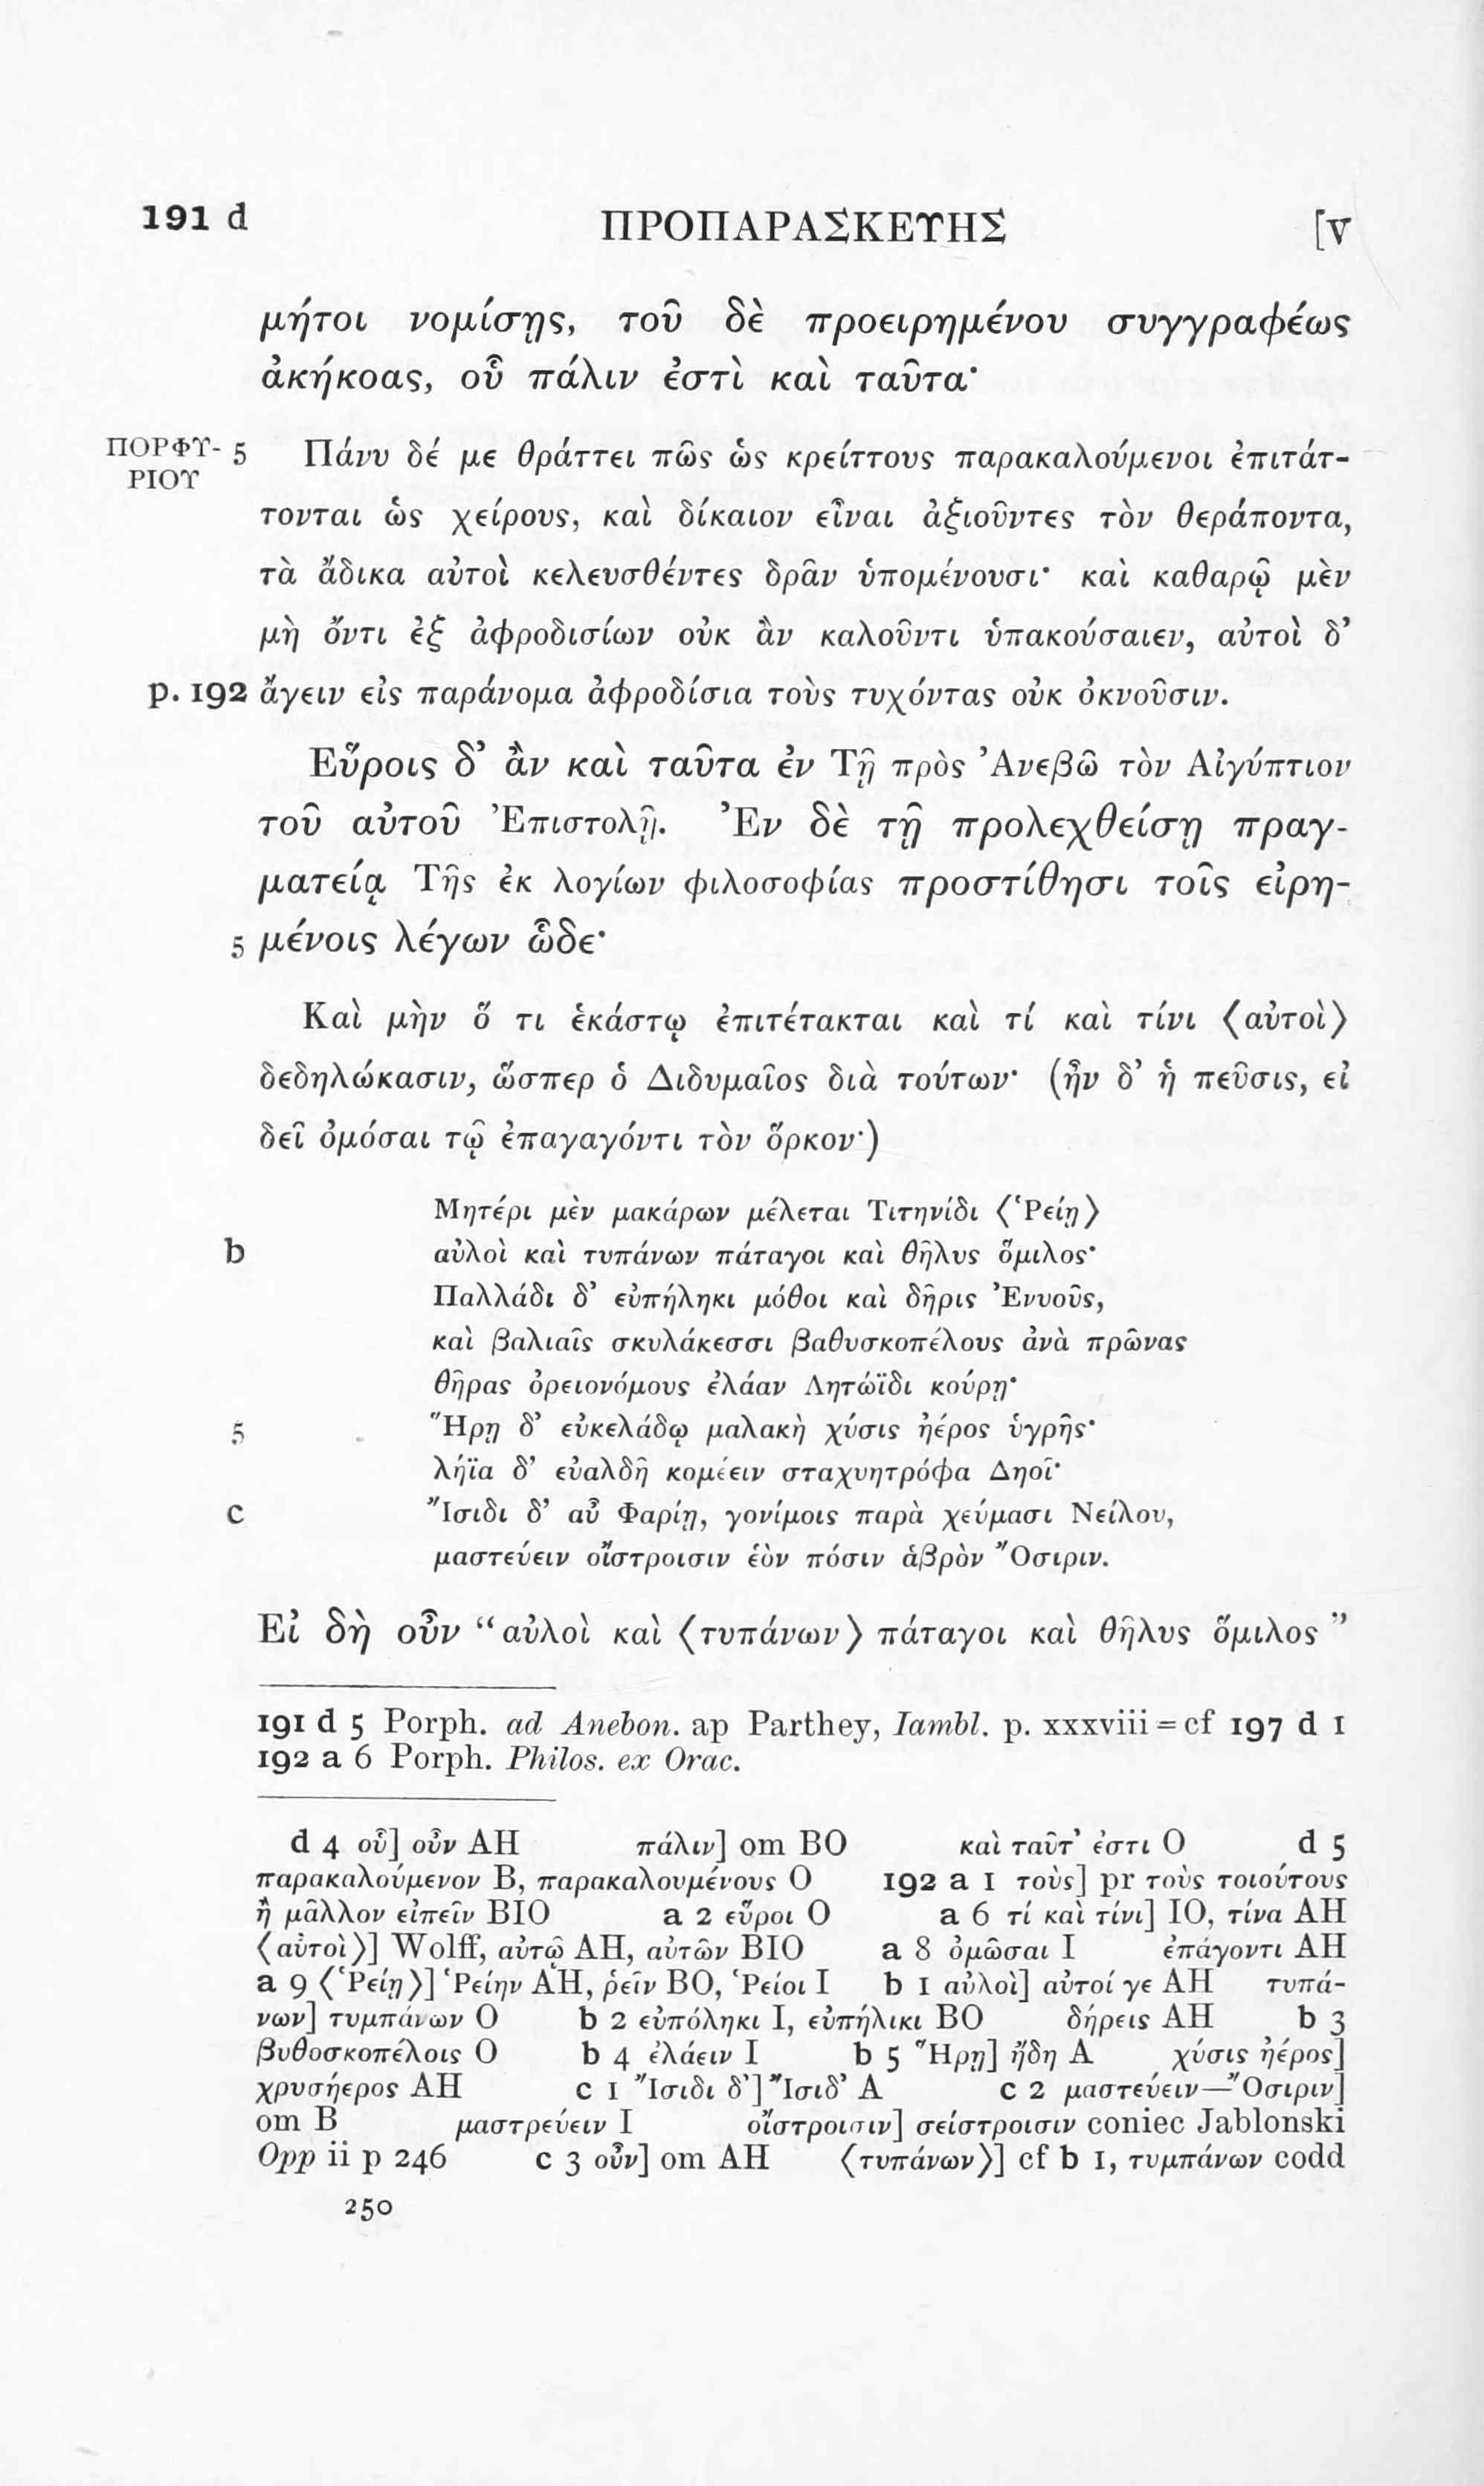 191 d ΠΡΟΠΑΡΑΣΚΕΥΗΣ [V
μήτοι νομίσῃς, τοῦ δὲ προειρημένου συγγραφέως
ἀκήκοας, οὗ πάλιν ἐστὶ καὶ ταῦτα·
ΠΟΡΦΥ- 5 Πάνυ δέ με θράττει πῶς ὡς κρείττους παρακαλούμενοι ἐπιτάτ-
ΡΙΟΥ
τονται ὡς χείρους, καὶ δίκαιον εἶναι ἀξιοῦντες τὸν θεράποντα,
τὰ ἄδικα αὐτοὶ κελευσθέντες δρᾶν ὑπομένουσι· καὶ καθαρῷ μὲν
μὴ ὄντι ἐξ ἀφροδισίων οὐκ ἂν καλοῦντι ὑπακούσαιεν, αὐτοὶ δ’
p. 192 ἄγειν εἰς παράνομα ἀφροδίσια τοὺς τυχόντας οὐκ ὀκνοῦσιν.
Εὕροις δ’ ἂν καὶ ταῦτα ἐν Τῇ πρὸς Ἀνεβῶ τὸν Αἰγύπτιον
τοῦ αὐτοῦ Ἐπιστολῇ. Ἐν δὲ τῇ προλεχθείσῃ πραγ-
ματείᾳ Τῆς ἐκ λογίων φιλοσοφίας προστίθησι τοῖς εἰρη-
5 μένοις λέγων ὧδε·
Καὶ μὴν ὅ τι ἑκάστῳ ἐπιτέτακται καὶ τί καὶ τίνι ⟨αὐτοὶ⟩
δεδηλώκασιν, ὥσπερ ὁ Διδυμαῖος διὰ τούτων· (ἦν δ’ ἡ πεῦσις, εἰ
δεῖ ὀμόσαι τῷ ἐπαγαγόντι τὸν ὅρκον·)
Μητέρι μὲν μακάρων μέλεται Τιτηνίδι ⟨Ῥείῃ⟩
b αὐλοὶ καὶ τυπάνων πάταγοι καὶ θῆλυς ὅμιλος·
Παλλάδι δ’ εὐπήληκι μόθοι καὶ δῆρις Ἐνυοῦς,
καὶ βαλιαῖς σκυλάκεσσι βαθυσκοπέλους ἀνὰ πρῶνας
θῆρας ὀρειονόμους ἐλάαν Λητώϊδι κούρῃ·
5 Ἥρῃ δ’ εὐκελάδῳ μαλακὴ χύσις ἠέρος ὑγρῆς·
λήϊα δ’ εὐαλδῆ κομέειν σταχυητρόφα Δηοῖ·
c Ἴσιδι δ’ αὖ Φαρίῃ, γονίμοις παρὰ χεύμασι Νείλου,
μαστεύειν οἴστροισιν ἑὸν πόσιν ἁβρὸν Ὄσιριν.
Εἰ δὴ οὖν “αὐλοὶ καὶ ⟨τυπάνων⟩ πάταγοι καὶ θῆλυς ὅμιλος”
191 d 5 Porph. ad Anebon. ap Parthey, Iambl. p. xxxviii = cf 197 d 1
192 a 6 Porph. Philos. ex Orac.
d 4 οὗ] οὖν AH πάλιν] om BO καὶ ταῦτ’ ἐστι O d 5
παρακαλούμενον B, παρακαλουμένους O 192 a 1 τοὺς] pr τοὺς τοιούτους
ἢ μᾶλλον εἰπεῖν BIO a 2 εὕροι O a 6 τί καὶ τίνι] IO, τίνα AH
⟨αὐτοὶ⟩] Wolff, αὐτῷ AH, αὐτῶν BIO a 8 ὀμῶσαι I ἐπάγοντι AH
a 9 ⟨Ῥείῃ⟩] Ῥείην AH, ῥεῖν BO, Ῥείοι I b 1 αὐλοὶ] αὐτοί γε AH τυπά-
νων] τυμπάνων O b 2 εὐπόληκι I, εὐπήλικι BO δήρεις AH b 3
βυθοσκοπέλοις O b 4 ἐλάειν I b 5 Ἥρῃ] ἤδη A χύσις ἠέρος]
χρυσήερος AH c 1 Ἴσιδι δ’] Ἴσιδ’ A c 2 μαστεύειν—Ὄσιριν]
om B μαστρεύειν I οἴστροισιν] σείστροισιν coniec Jablonski
Opp ii p 246 c 3 οὖν] om AH ⟨τυπάνων⟩] cf b 1, τυμπάνων codd
250